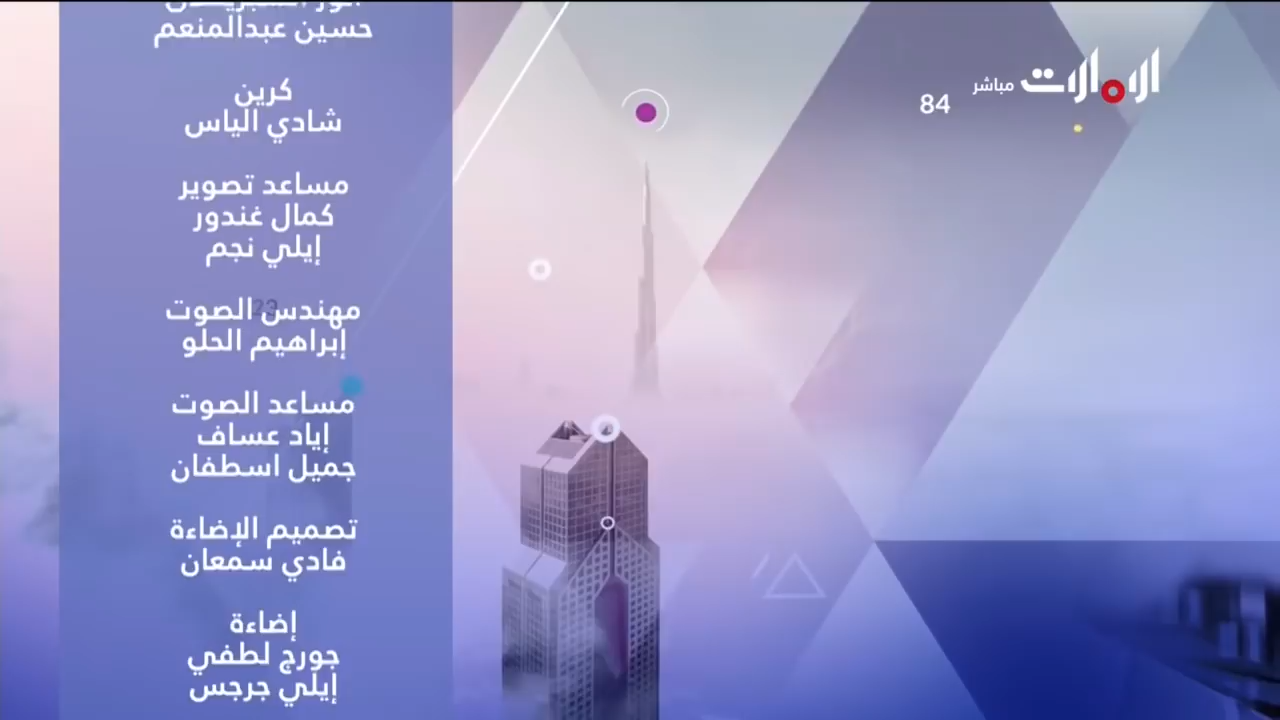 حسين عبدالمنعم
كرين
شادي الياس
مساعد تصوير
كمال غندور
إيلي نجم
مهندس الصوت
إبراهيم الحلو
مساعد الصوت
إياد عساف
جميل اسطفان
تصميم الإضاءة
فادي سمعان
إضاءة
جورج لطفي
إيلي جرجس
الإمارات
مباشر
84
23